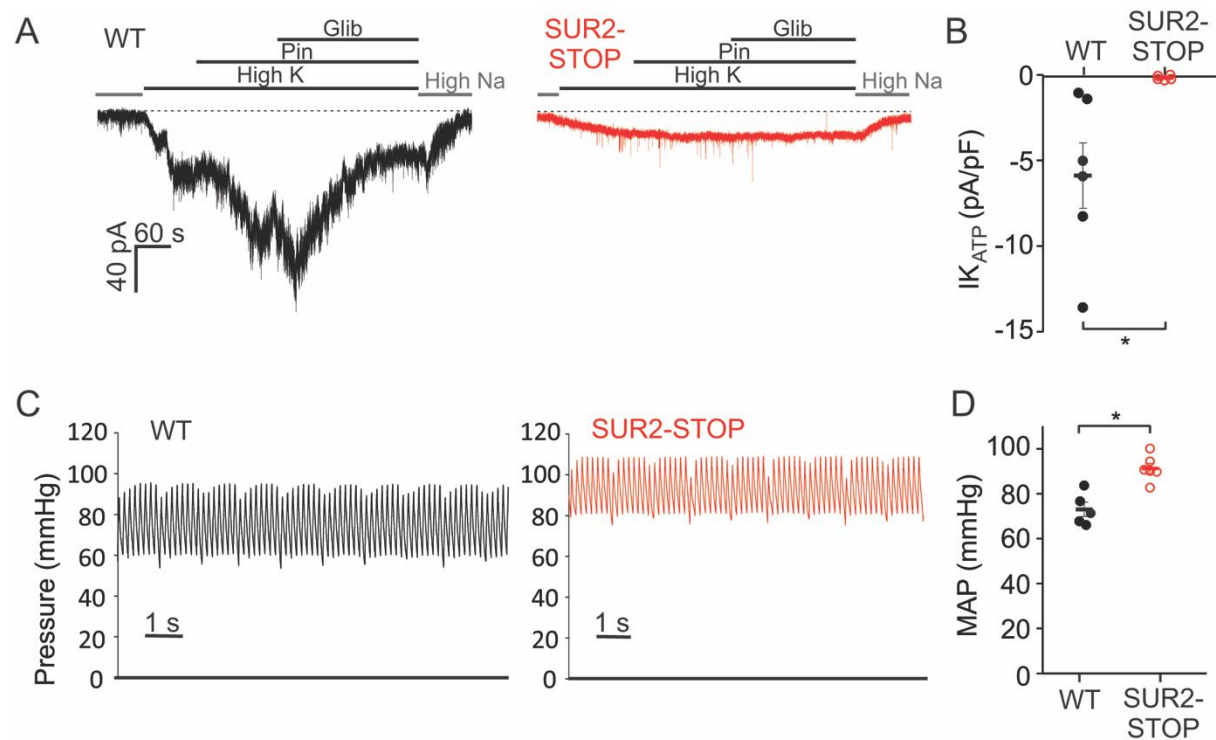 A
WT
Glib
Pin
High K
High Na
60 s
40 pA
SUR2-
STOP
Glib
Pin
High K
High Na
B
WT
SUR2-
STOP
0
-5
-10
-15
IKATP (pA/pF)
*
C
WT
120
100
80
60
40
20
0
Pressure (mmHg)
1 s
SUR2-STOP
120
100
80
60
40
20
0
1 s
D
*
100
80
60
40
20
0
MAP (mmHg)
WT
SUR2-
STOP